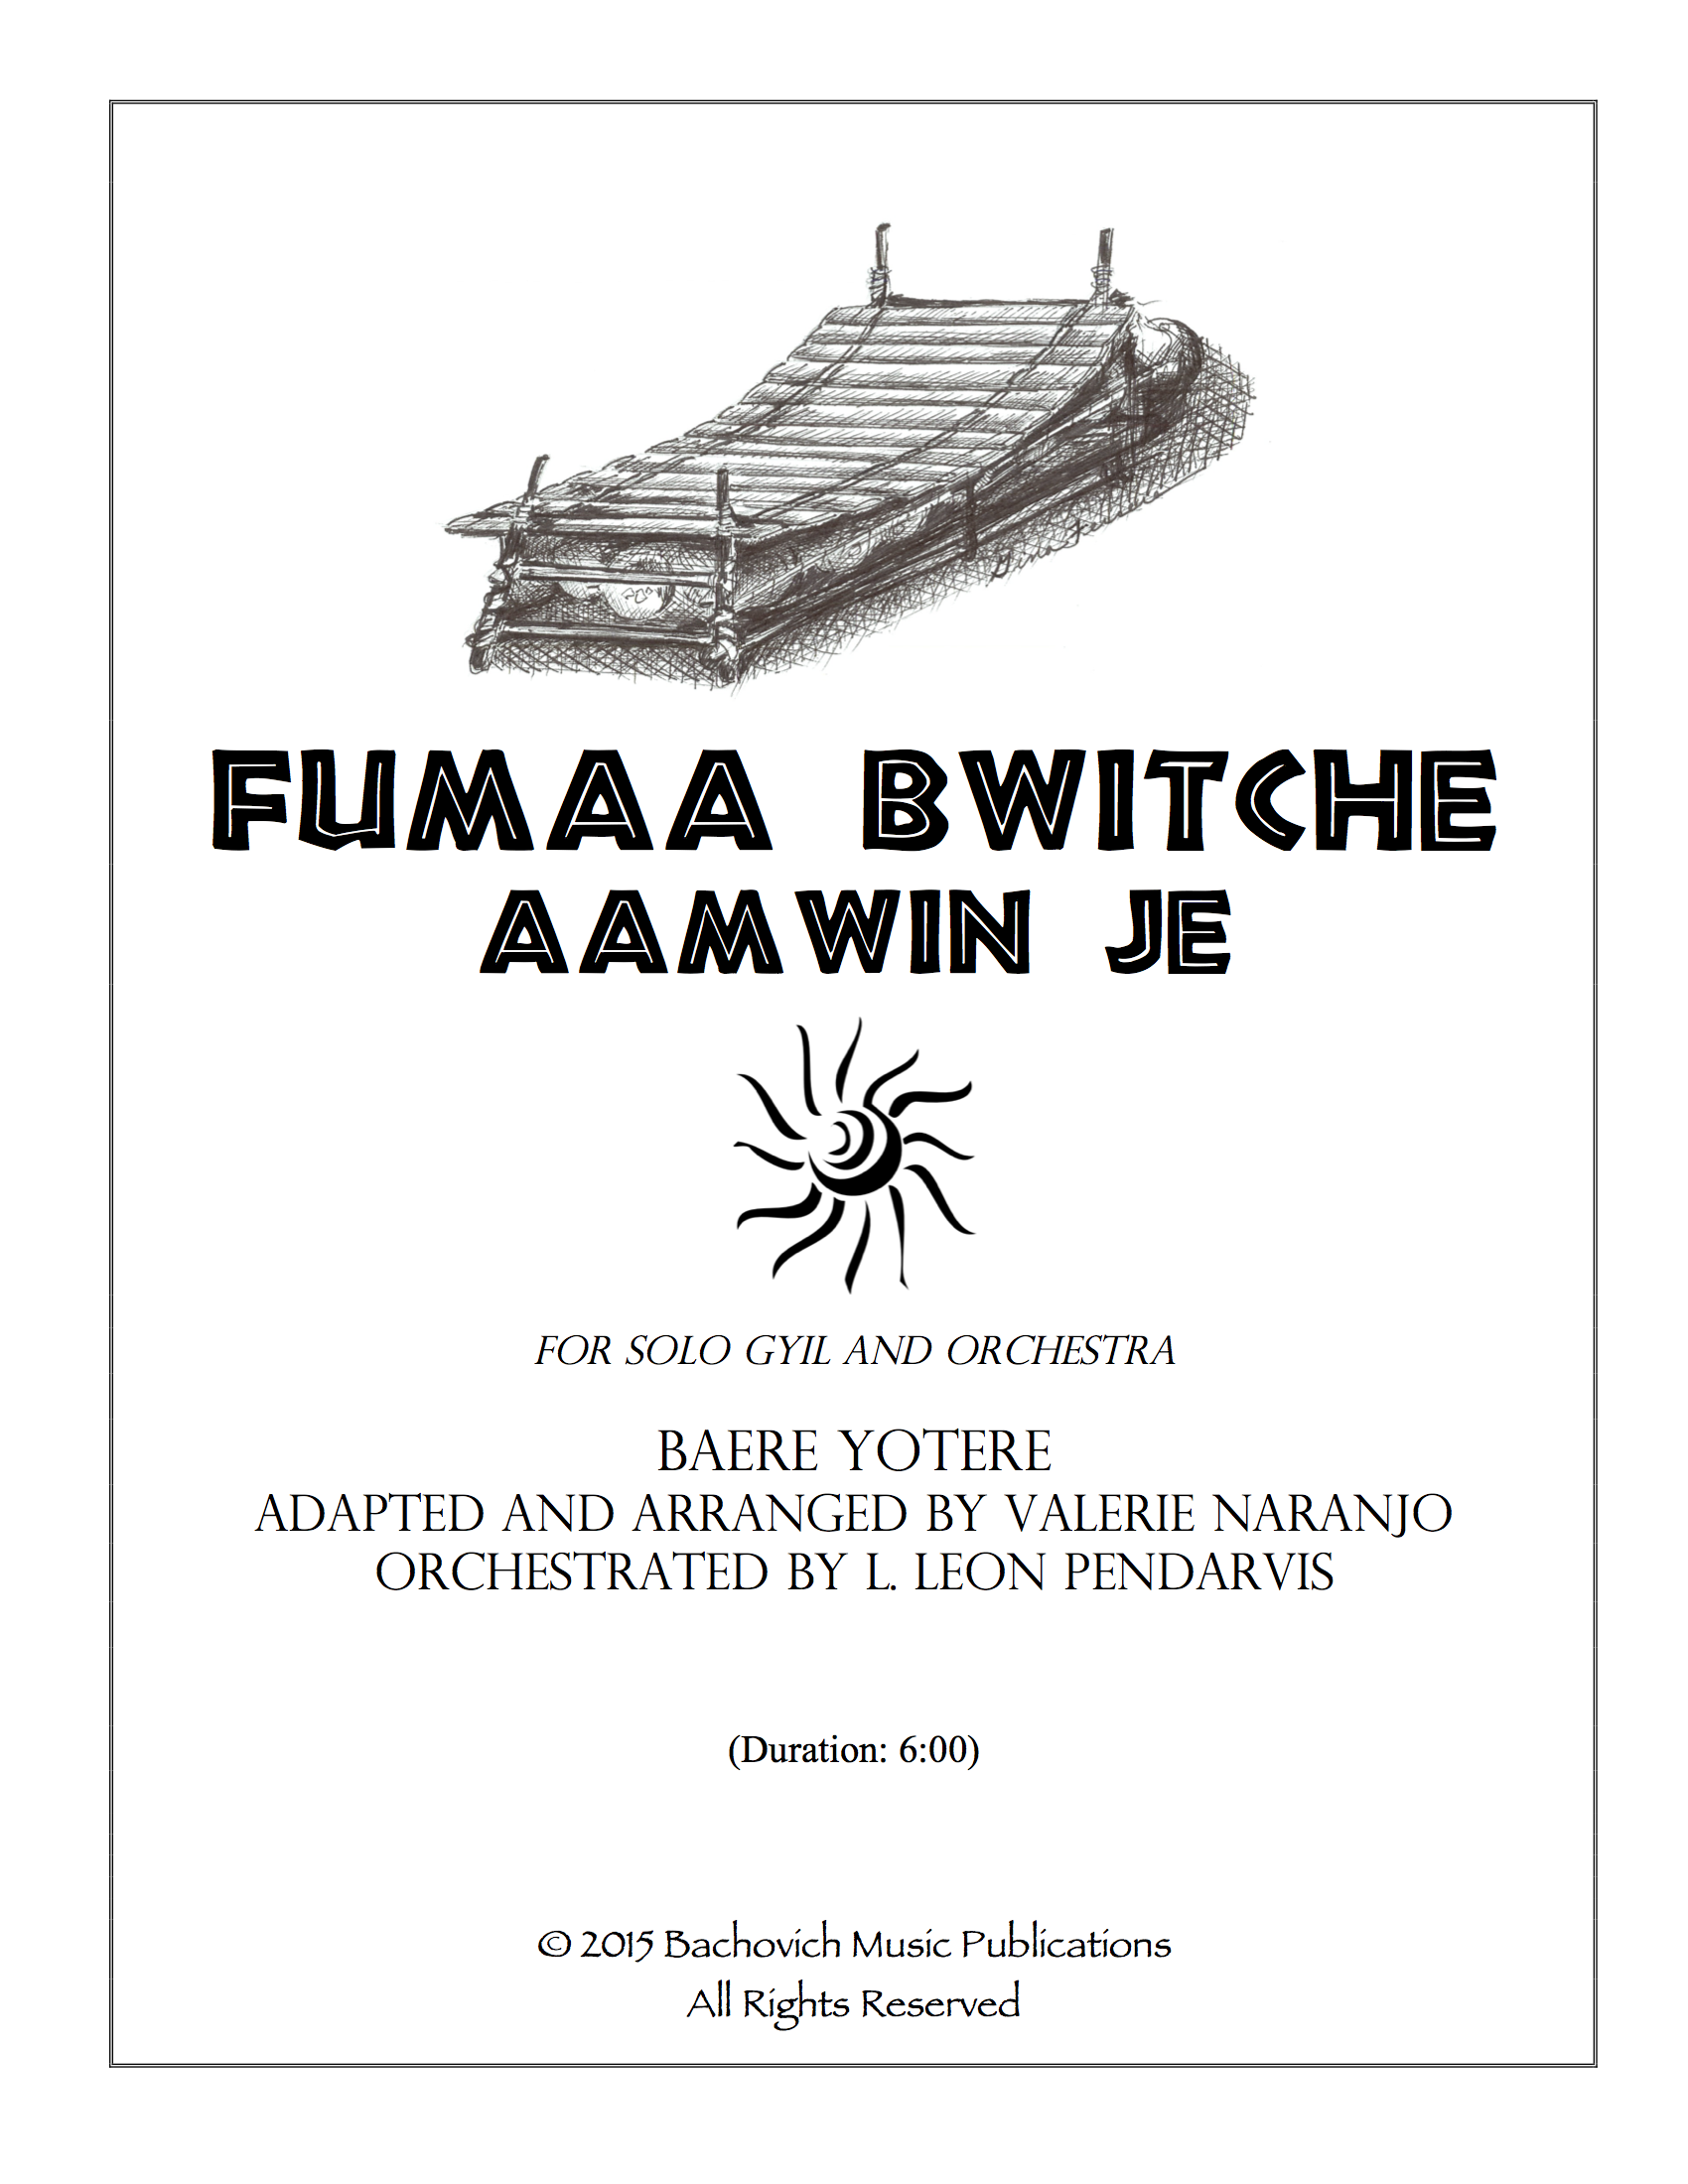 FUMAA BWITCHE
AAMWIN JE
FOR SOLO GYIL AND ORCHESTRA
BAERE YOTERE
ADAPTED AND ARRANGED BY VALERIE NARANJO
ORCHESTRATED BY L. LEON PENDARVIS
(Duration: 6:00)
© 2015 Bachovich Music Publications
All Rights Reserved